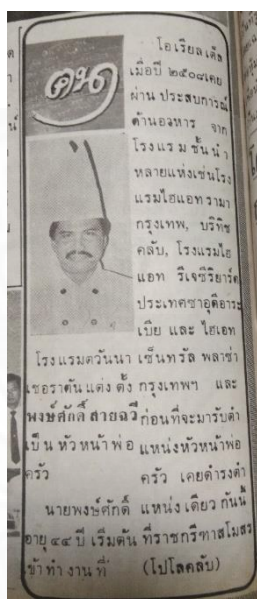 คน
โรงแรมตวันนา
เชอราตันแต่ง ตั้ง
พงษ์ศักดิ์ สายฉวี
เป็น หัวหน้าพ่อ
ครัว
นายพงษ์ศักดิ์
อายุ ๔๔ ปี เริ่มต้น
เข้า ทำ งาน ที่
โอเรียลเต็ล
เมื่อปี ๒๕๐๘เคย
ผ่าน ประสบการณ์
ด้านอาหาร จาก
โรงแรม ชั้นนำ
หลายแห่งเช่นโรง
แรมไฮแอท รามา
กรุงเทพ, บริทิช
คลับ, โรงแรมไฮ
แอท รีเจซีริยาร์ด
ประเทศซาอุดีอาระ
เบีย และ ไฮเอท
เซ็นทรัล พลาซ่า
กรุงเทพฯ และ
ก่อนที่จะมารับตำ
แหน่งหัวหน้าพ่อ
ครัว เคยดำรงตำ
แหน่ง เดียว กันนี้
ที่ราชกรีฑาสโมสร
(โปโลคลับ)